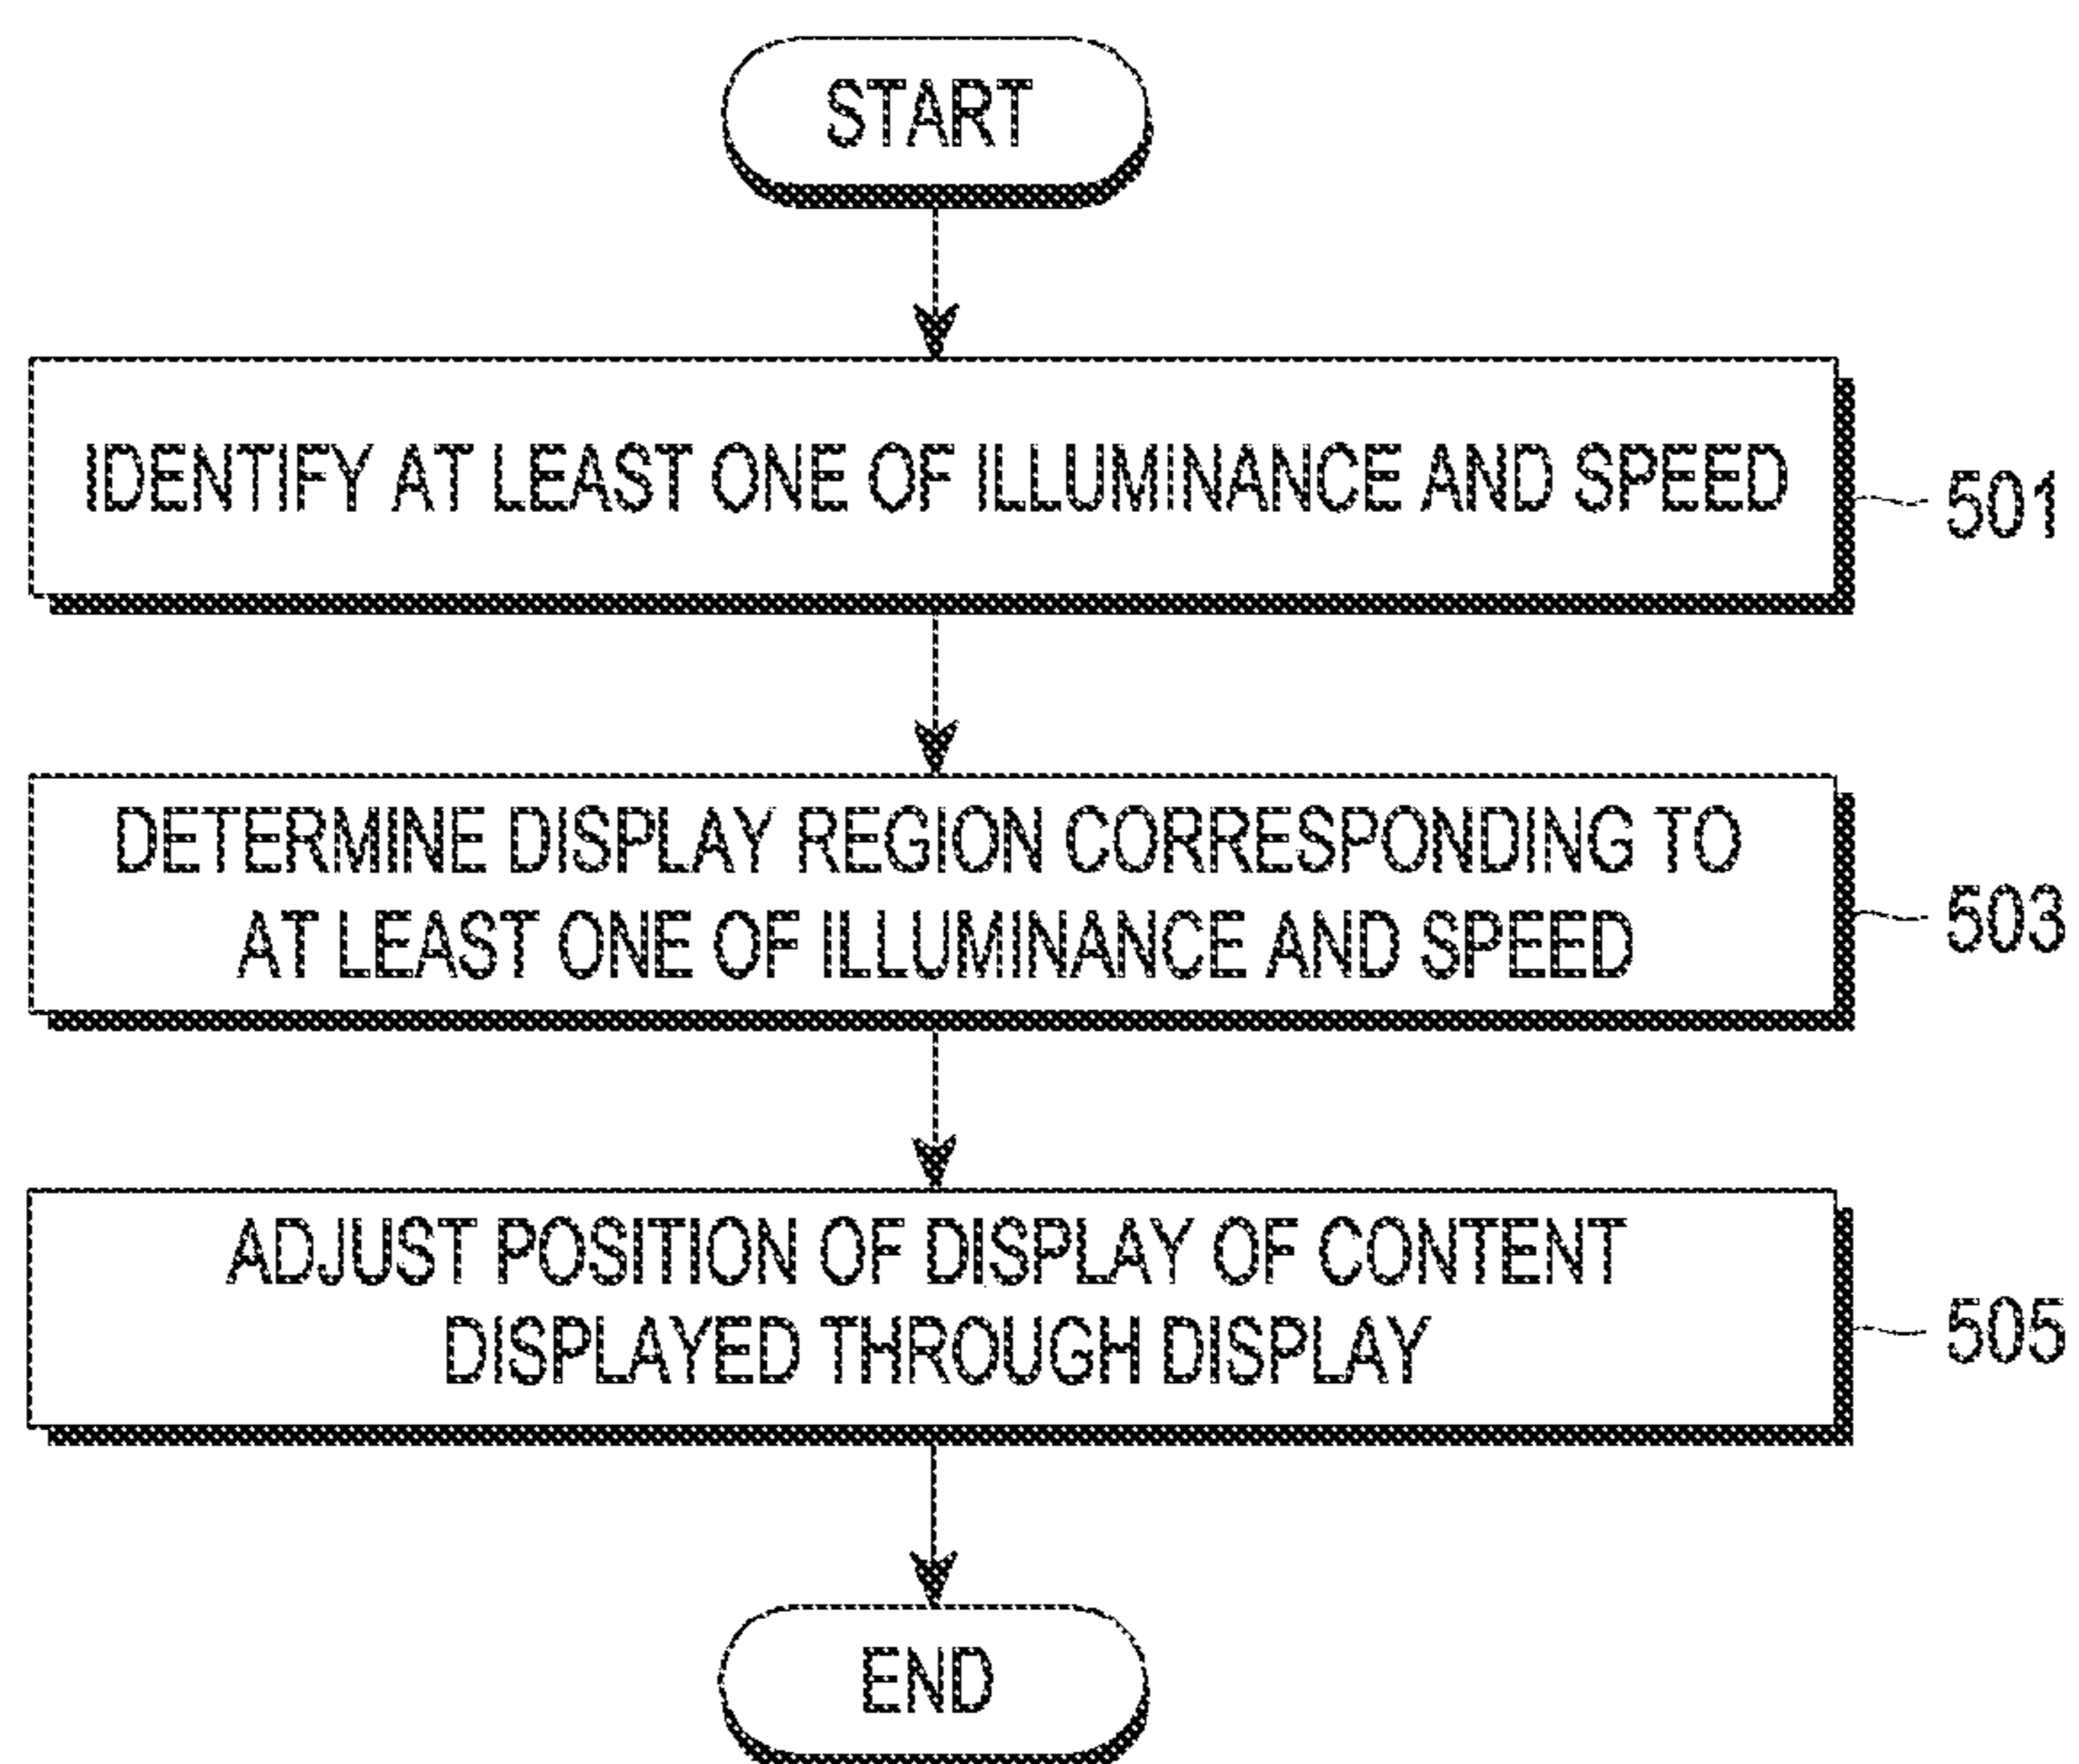 START
IDENTIFY AT LEAST ONE OF ILLUMINANCE AND SPEED
501
DETERMINE DISPLAY REGION CORRESPONDING TO
AT LEAST ONE OF ILLUMINANCE AND SPEED
503
ADJUST POSITION OF DISPLAY OF CONTENT
DISPLAYED THROUGH DISPLAY
505
END